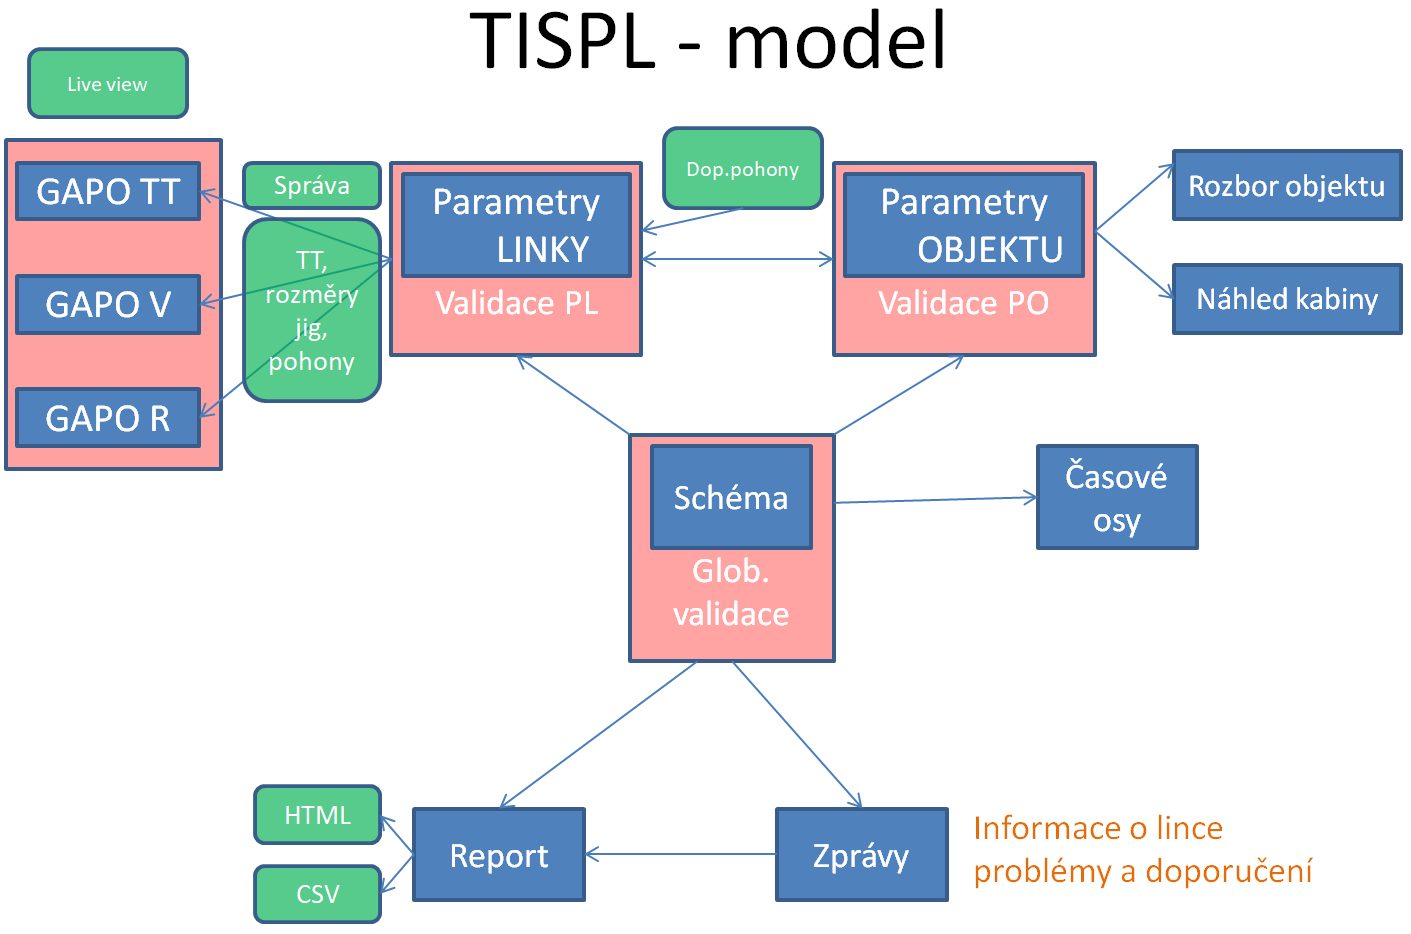 TISPL - model
Live view
GAPO TT
GAPO V
GAPO R
Správa
TT,
rozměry
jig,
pohony
Parametry
LINKY
Validace PL
Dop.pohony
Parametry
OBJEKTU
Validace PO
Rozbor objektu
Náhled kabiny
Schéma
Glob.
validace
Časové
osy
HTML
CSV
Report
Zprávy
Informace o lince
problémy a doporučení